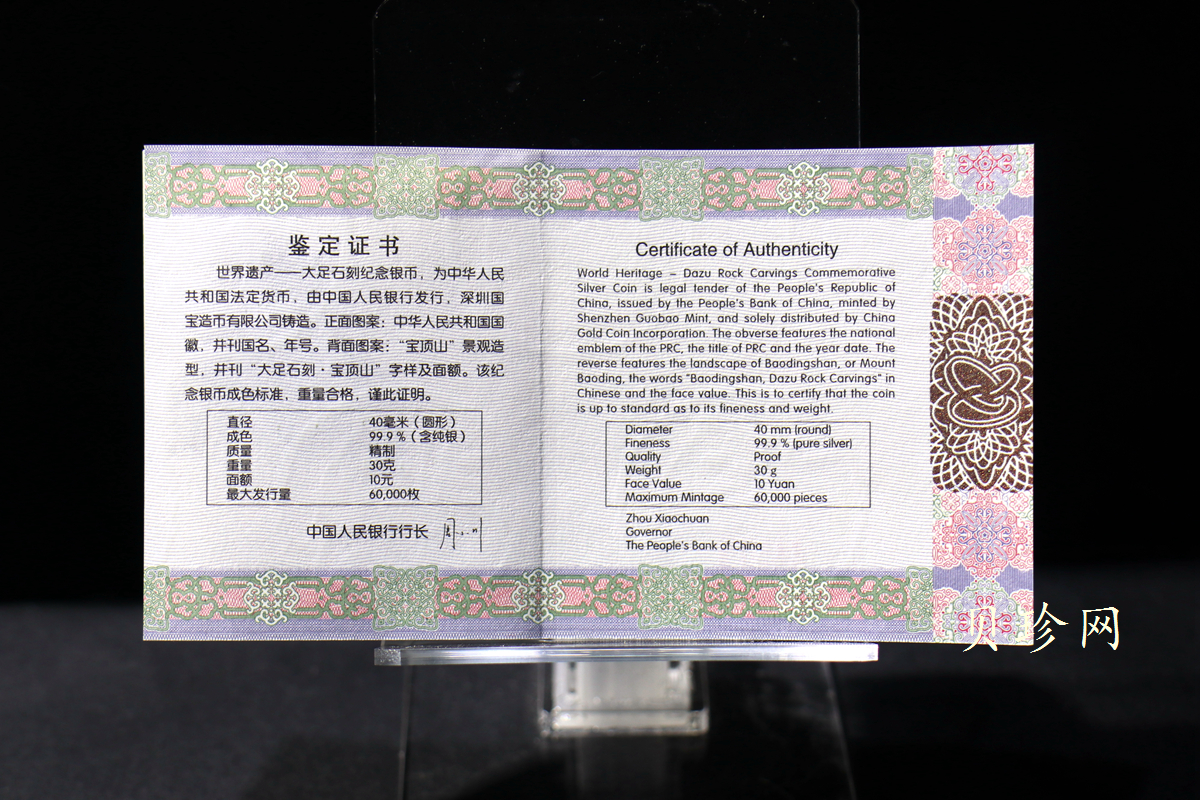 鉴定证书
世界遗产——大足石刻纪念银币，为中华人民
共和国法定货币，由中国人民银行发行，深圳国
宝造币有限公司铸造。正面图案：中华人民共和国国
徽，并刊国名、年号。背面图案：“宝顶山”景观造
型，并刊“大足石刻·宝顶山”字样及面额。该纪
念银币成色标准，重量合格，谨此证明。
直径 40毫米（圆形）
成色 99.9%（含纯银）
质量 精制
重量 30克
面额 10元
最大发行量 60,000枚
中国人民银行行长
Certificate of Authenticity
World Heritage – Dazu Rock Carvings Commemorative
Silver Coin is legal tender of the People's Republic of
China, issued by the People's Bank of China, minted by
Shenzhen Guobao Mint, and solely distributed by China
Gold Coin Incorporation. The obverse features the national
emblem of the PRC, the title of PRC and the year date. The
reverse features the landscape of Baodingshan, or Mount
Baoding, the words "Baodingshan, Dazu Rock Carvings" in
Chinese and the face value. This is to certify that the coin
is up to standard as to its fineness and weight.
Diameter 40 mm (round)
Fineness 99.9 % (pure silver)
Quality Proof
Weight 30 g
Face Value 10 Yuan
Maximum Mintage 60,000 pieces
Zhou Xiaochuan
Governor
The People's Bank of China
贝珍网